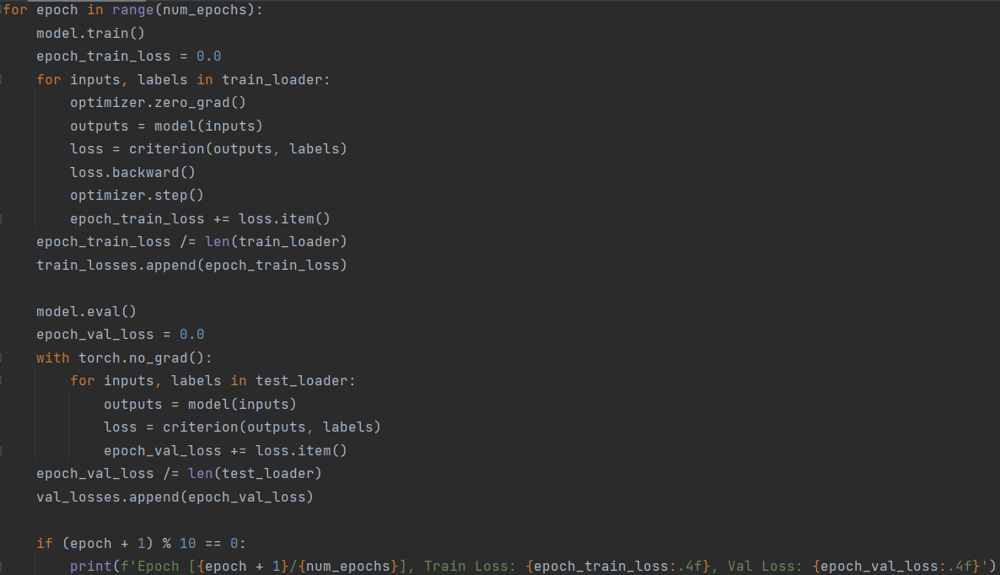 for epoch in range(num_epochs):
    model.train()
    epoch_train_loss = 0.0
    for inputs, labels in train_loader:
        optimizer.zero_grad()
        outputs = model(inputs)
        loss = criterion(outputs, labels)
        loss.backward()
        optimizer.step()
        epoch_train_loss += loss.item()
    epoch_train_loss /= len(train_loader)
    train_losses.append(epoch_train_loss)

    model.eval()
    epoch_val_loss = 0.0
    with torch.no_grad():
        for inputs, labels in test_loader:
            outputs = model(inputs)
            loss = criterion(outputs, labels)
            epoch_val_loss += loss.item()
    epoch_val_loss /= len(test_loader)
    val_losses.append(epoch_val_loss)

    if (epoch + 1) % 10 == 0:
        print(f'Epoch [{epoch + 1}/{num_epochs}], Train Loss: {epoch_train_loss:.4f}, Val Loss: {epoch_val_loss:.4f}')